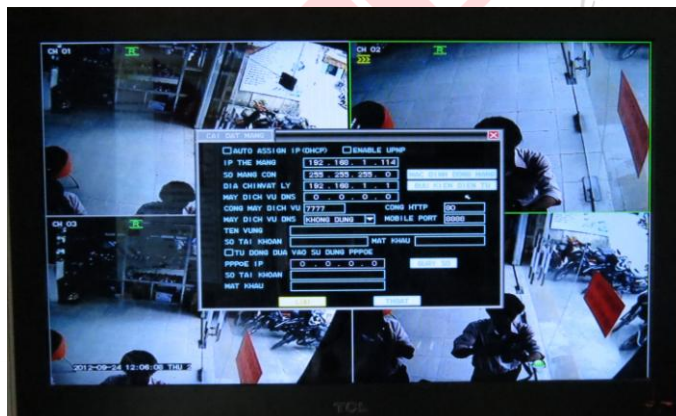 CH 01
CH 02
CAI DAT MANG
AUTO ASSIGN IP(DHCP) ENABLE UPNP
IP THE MANG 192.168.1.114
SO MANG CON 255.255.255.0
DIA CHINVAT LY 192.168.1.1
MAY DICH VU DNS 0.0.0.0
CONG MAY DICH VU 7777 CONG HTTP 80
MAY DICH VU DNS KHONG DUNG MOBILE PORT
TEN VUNG
SO TAI KHOAN MAT KHAU
TU DONG DUA VAO SU DUNG PPPOE
PPPOE IP 0.0.0.0
SO TAI KHOAN
MAT KHAU
THOAT
CH 03
2012-09-24 12:06:08 THU
TCL